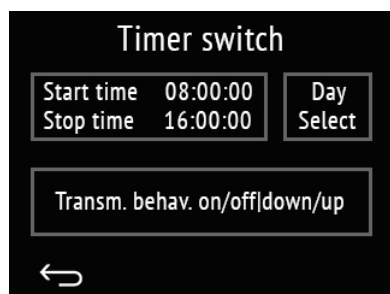 Timer switch
Start time 08:00:00
Stop time 16:00:00
Day
Select
Transm. behav. on/off|down/up